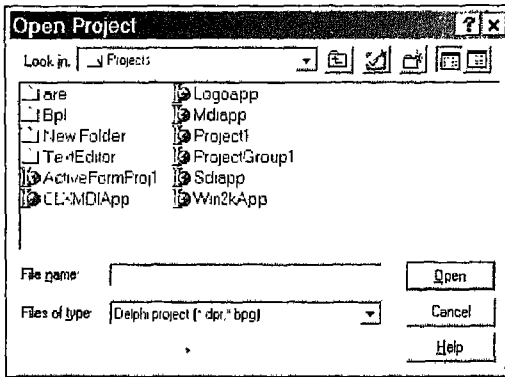 Open Project
Look in: Projects
are
Bpl
New Folder
TextEditor
ActiveFormProj1
CLXMDIApp
Logoapp
Mdiapp
Project1
ProjectGroup1
Sdiapp
Win2kApp
File name:
Open
Files of type: Delphi project (*.dpr;*.bpg)
Cancel
Help